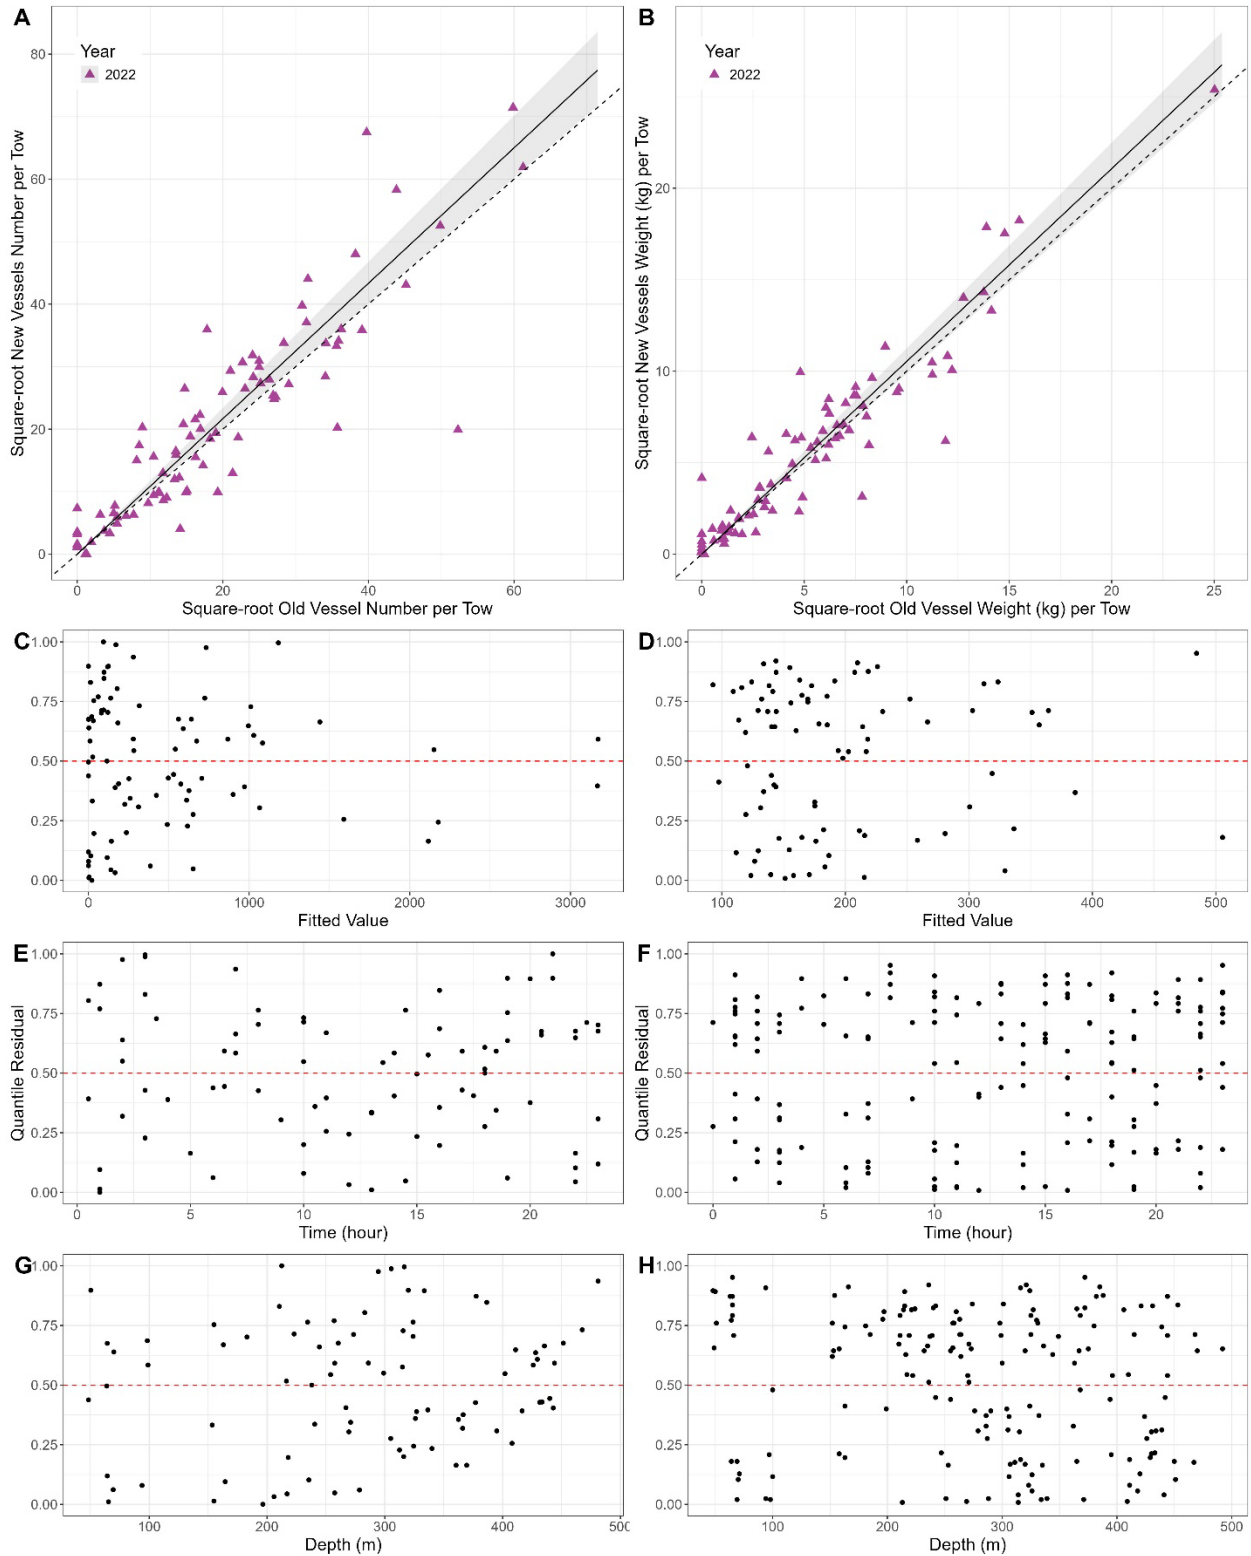 A
Year
2022
80
60
40
20
0
0 20 40 60
Square-root New Vessels Number per Tow
Square-root Old Vessel Number per Tow
B
Year
2022
20
10
0
0 5 10 15 20 25
Square-root New Vessels Weight (kg) per Tow
Square-root Old Vessel Weight (kg) per Tow
C
1.00
0.75
0.50
0.25
0.00
0 1000 2000 3000
Fitted Value
D
1.00
0.75
0.50
0.25
0.00
100 200 300 400 500
Fitted Value
E
1.00
0.75
0.50
0.25
0.00
0 5 10 15 20
Quantile Residual
Time (hour)
F
1.00
0.75
0.50
0.25
0.00
0 5 10 15 20
Quantile Residual
Time (hour)
G
1.00
0.75
0.50
0.25
0.00
100 200 300 400 500
Depth (m)
H
1.00
0.75
0.50
0.25
0.00
100 200 300 400 500
Depth (m)